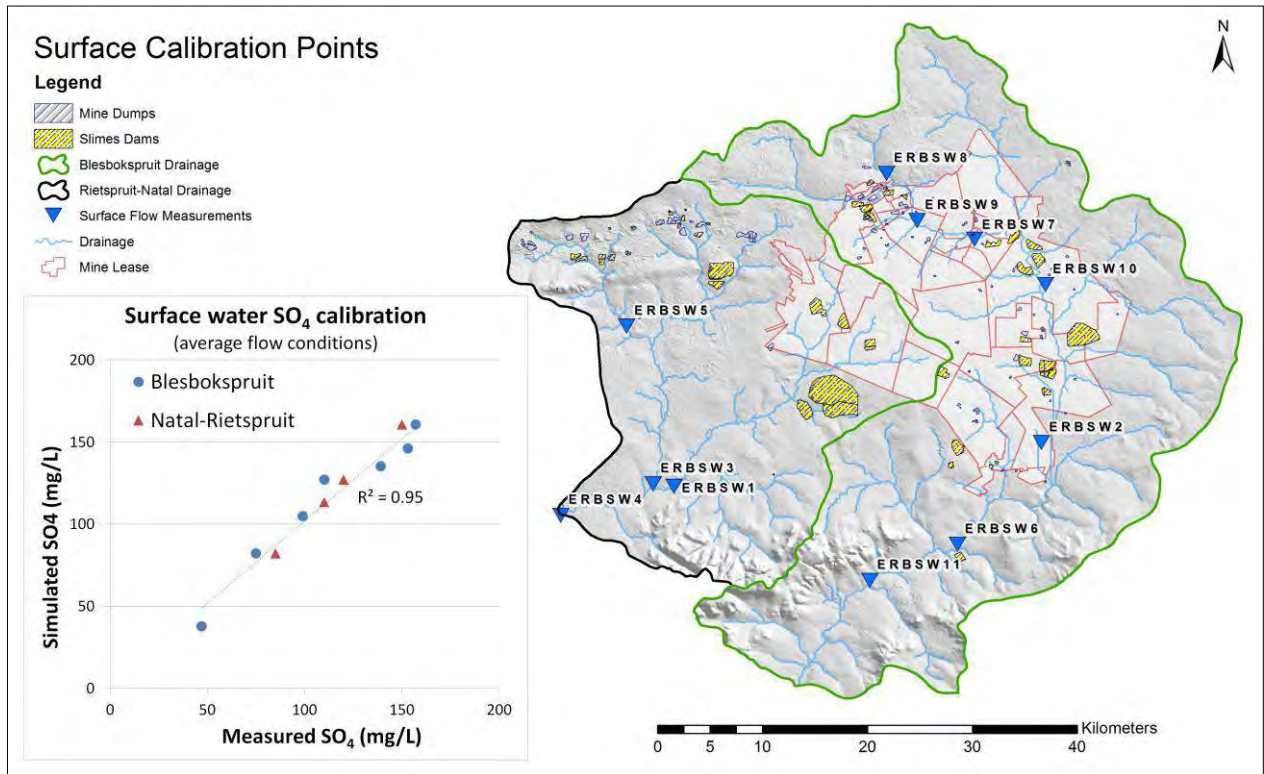 Surface Calibration Points
Legend
Mine Dumps
Slimes Dams
Blesbokspruit Drainage
Rietspruit-Natal Drainage
Surface Flow Measurements
Drainage
Mine Lease
Surface water SO₄ calibration
(average flow conditions)
Blesbokspruit
Natal-Rietspruit
R² = 0.95
Simulated SO4 (mg/L)
200
150
100
50
0
0 50 100 150 200
Measured SO₄ (mg/L)
N
ERBSW8
ERBSW9
ERBSW7
ERBSW10
ERBSW5
ERBSW2
ERBSW3
ERBSW1
ERBSW4
ERBSW6
ERBSW11
Kilometers
0 5 10 20 30 40